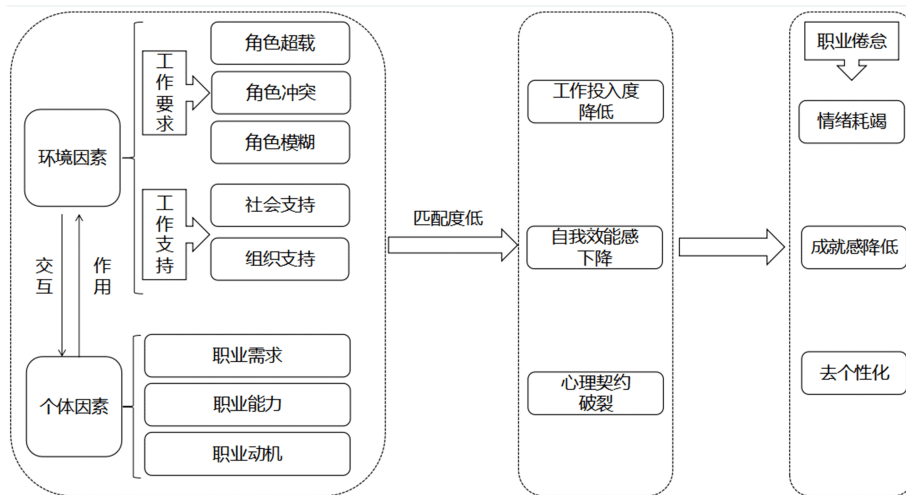 环境因素
交互
作用
个体因素
工作要求
角色超载
角色冲突
角色模糊
工作支持
社会支持
组织支持
职业需求
职业能力
职业动机
匹配度低
工作投入度
降低
自我效能感
下降
心理契约
破裂
职业倦怠
情绪耗竭
成就感降低
去个性化